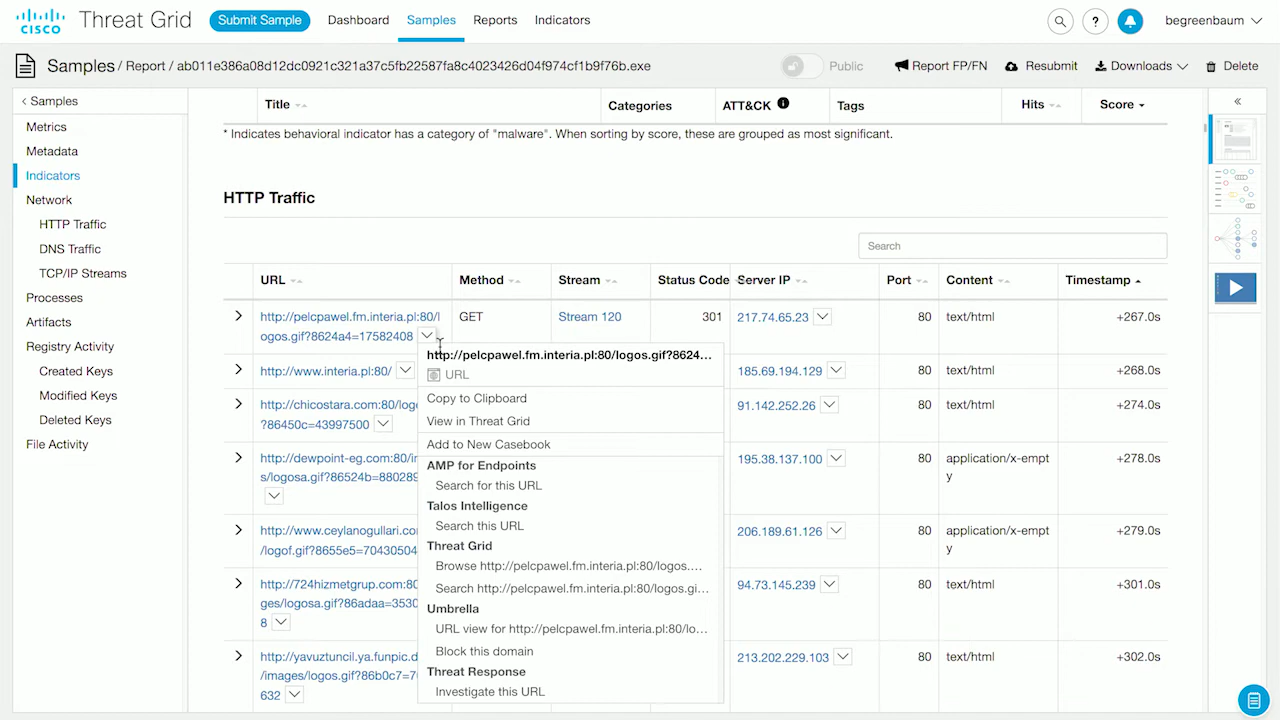 CISCO Threat Grid Submit Sample Dashboard Samples Reports Indicators ? begreenbaum
Samples / Report / ab011e386a08d12dc0921c321a37c5fb22587fa8c4023426d04f974cf1b9f76b.exe Public Report FP/FN Resubmit Downloads Delete
Samples
Metrics
Metadata
Indicators
Network
HTTP Traffic
DNS Traffic
TCP/IP Streams
Processes
Artifacts
Registry Activity
Created Keys
Modified Keys
Deleted Keys
File Activity
Title Categories ATT&CK Tags Hits Score
* Indicates behavioral indicator has a category of "malware". When sorting by score, these are grouped as most significant.
HTTP Traffic
Search
URL Method Stream Status Code Server IP Port Content Timestamp
http://pelcpawel.fm.interia.pl:80/l GET Stream 120 301 217.74.65.23 80 text/html +267.0s
ogos.gif?8624a4=17582408
http://www.interia.pl:80/ 185.69.194.129 80 text/html +268.0s
http://chicostara.com:80/logo 91.142.252.26 80 text/html +274.0s
?86450c=43997500
http://dewpoint-eg.com:80/im 195.38.137.100 80 application/x-empt +278.0s
s/logosa.gif?86524b=880289 y
http://www.ceylanogullari.com 206.189.61.126 80 application/x-empt +279.0s
/logof.gif?8655e5=70430504 y
http://724hizmetgrup.com:80 94.73.145.239 80 text/html +301.0s
ges/logosa.gif?86adaa=3530
8
http://yavuztuncil.ya.funpic.d 213.202.229.103 80 text/html +302.0s
/images/logos.gif?86b0c7=7
632
http://pelcpawel.fm.interia.pl:80/logos.gif?8624...
URL
Copy to Clipboard
View in Threat Grid
Add to New Casebook
AMP for Endpoints
Search for this URL
Talos Intelligence
Search this URL
Threat Grid
Browse http://pelcpawel.fm.interia.pl:80/logos....
Search http://pelcpawel.fm.interia.pl:80/logos.gi...
Umbrella
URL view for http://pelcpawel.fm.interia.pl:80/lo...
Block this domain
Threat Response
Investigate this URL